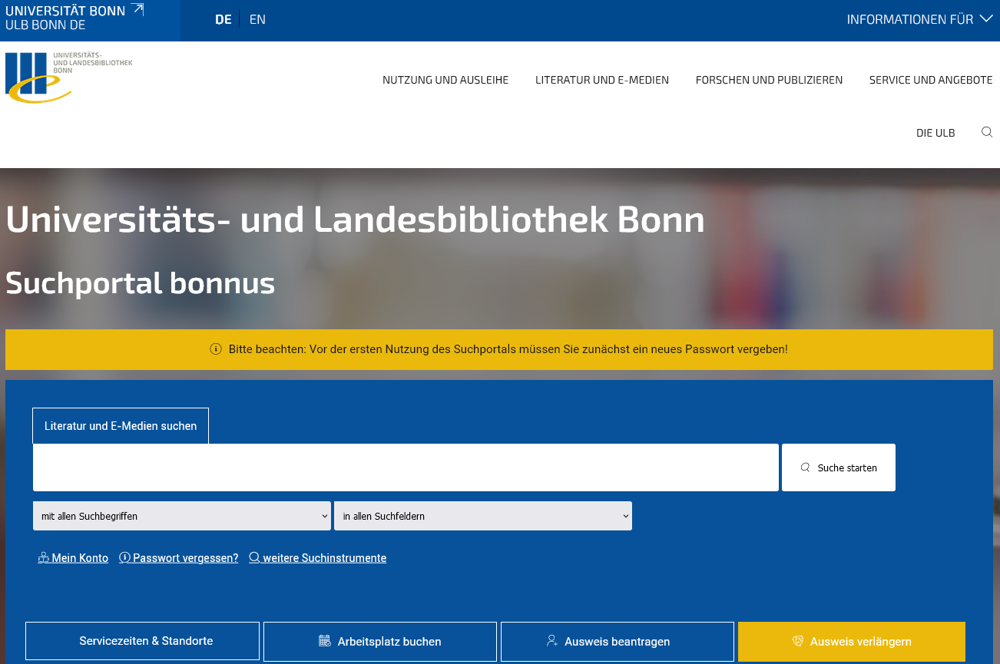 UNIVERSITÄT BONN
ULB BONN DE
DE
EN
INFORMATIONEN FÜR
UNIVERSITÄTS-
UND LANDESBIBLIOTHEK
BONN
NUTZUNG UND AUSLEIHE
LITERATUR UND E-MEDIEN
FORSCHEN UND PUBLIZIEREN
SERVICE UND ANGEBOTE
DIE ULB
Universitäts- und Landesbibliothek Bonn
Suchportal bonnus
Bitte beachten: Vor der ersten Nutzung des Suchportals müssen Sie zunächst ein neues Passwort vergeben!
Literatur und E-Medien suchen
Suche starten
mit allen Suchbegriffen
in allen Suchfeldern
Mein Konto
Passwort vergessen?
weitere Suchinstrumente
Servicezeiten & Standorte
Arbeitsplatz buchen
Ausweis beantragen
Ausweis verlängern